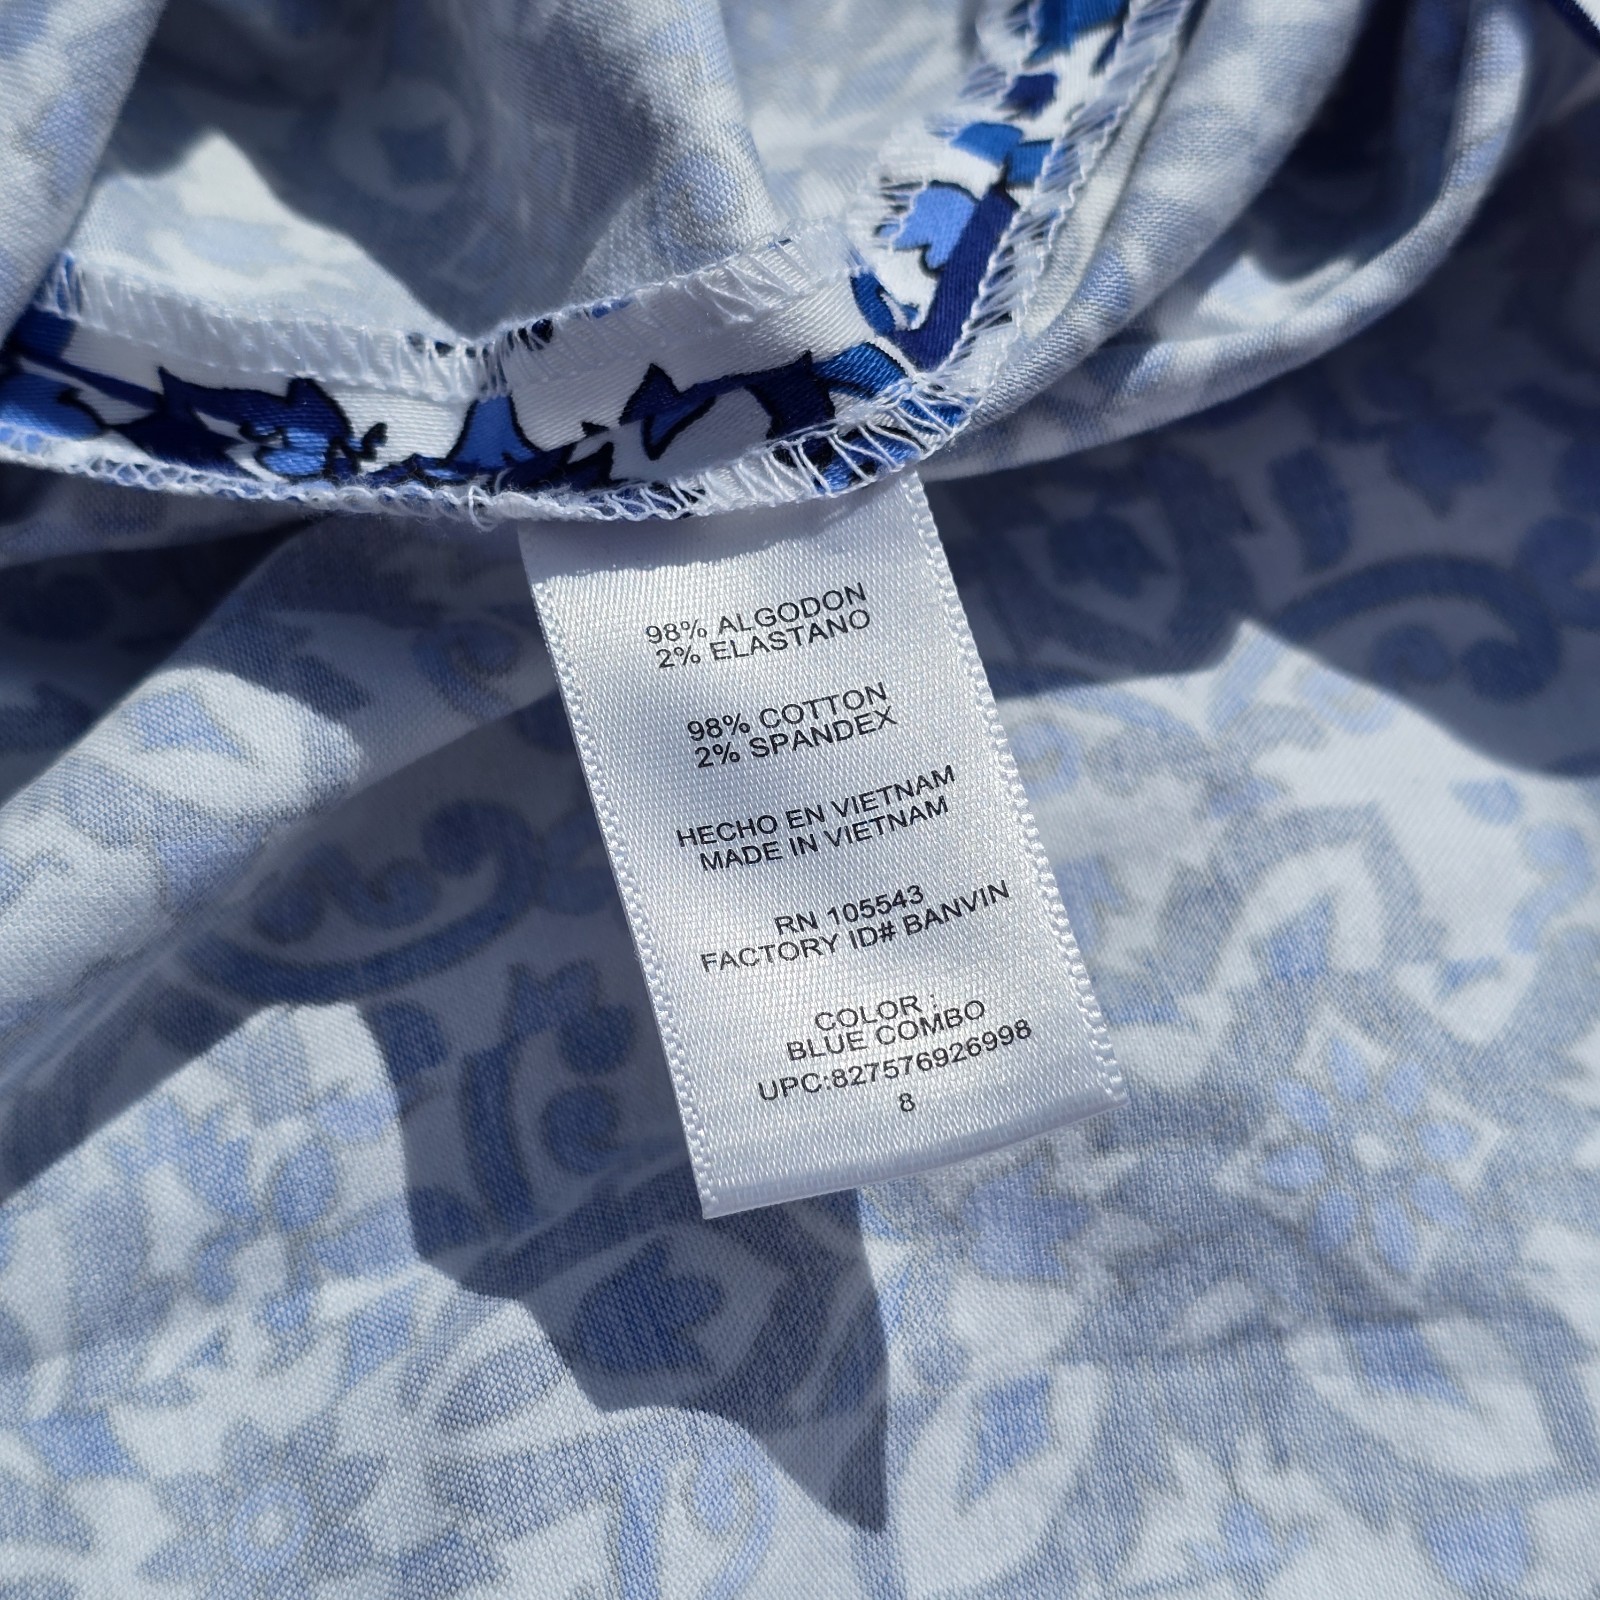 98% ALGODON
2% ELASTANO
98% COTTON
2% SPANDEX
HECHO EN VIETNAM
MADE IN VIETNAM
RN 105543
FACTORY ID# BANVIN
COLOR :
BLUE COMBO
UPC:827576926998
8